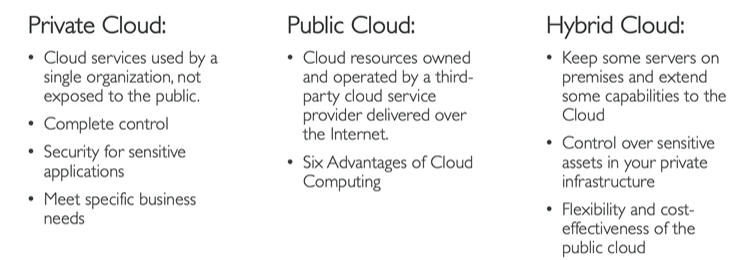 Private Cloud:
• Cloud services used by a
single organization, not
exposed to the public.
• Complete control
• Security for sensitive
applications
• Meet specific business
needs
Public Cloud:
• Cloud resources owned
and operated by a third-
party cloud service
provider delivered over
the Internet.
• Six Advantages of Cloud
Computing
Hybrid Cloud:
• Keep some servers on
premises and extend
some capabilities to the
Cloud
• Control over sensitive
assets in your private
infrastructure
• Flexibility and cost-
effectiveness of the
public cloud